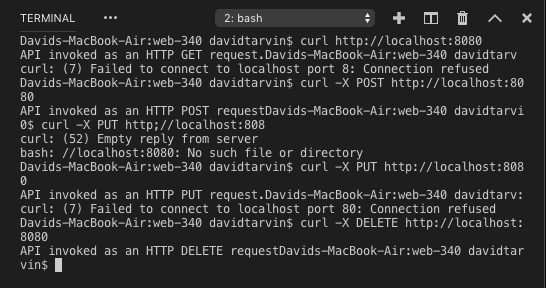 TERMINAL
2: bash
Davids-MacBook-Air:web-340 davidtarvin$ curl http://localhost:8080
API invoked as an HTTP GET request.Davids-MacBook-Air:web-340 davidtarv
curl: (7) Failed to connect to localhost port 8: Connection refused
Davids-MacBook-Air:web-340 davidtarvin$ curl -X POST http://localhost:80
80
API invoked as an HTTP POST requestDavids-MacBook-Air:web-340 davidtarvi
0$ curl -X PUT http;//localhost:808
curl: (52) Empty reply from server
bash: //localhost:8080: No such file or directory
Davids-MacBook-Air:web-340 davidtarvin$ curl -X PUT http://localhost:808
0
API invoked as an HTTP PUT request.Davids-MacBook-Air:web-340 davidtarv:
curl: (7) Failed to connect to localhost port 80: Connection refused
Davids-MacBook-Air:web-340 davidtarvin$ curl -X DELETE http://localhost:
8080
API invoked as an HTTP DELETE requestDavids-MacBook-Air:web-340 davidtar
vin$